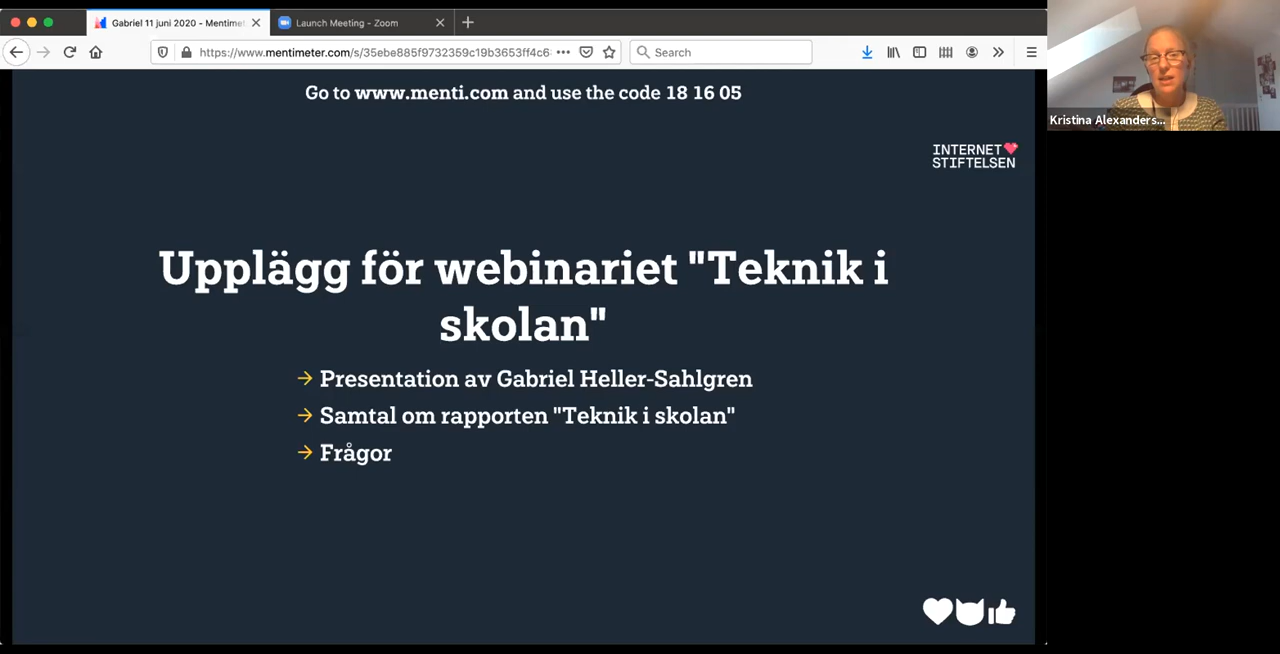 Gabriel 11 juni 2020 - Mentime
Launch Meeting - Zoom
https://www.mentimeter.com/s/35ebe885f9732359c19b3653ff4c6
Search
Kristina Alexanders...
Go to www.menti.com and use the code 18 16 05
INTERNET
STIFTELSEN
Upplägg för webinariet "Teknik i
skolan"
→ Presentation av Gabriel Heller-Sahlgren
→ Samtal om rapporten "Teknik i skolan"
→ Frågor